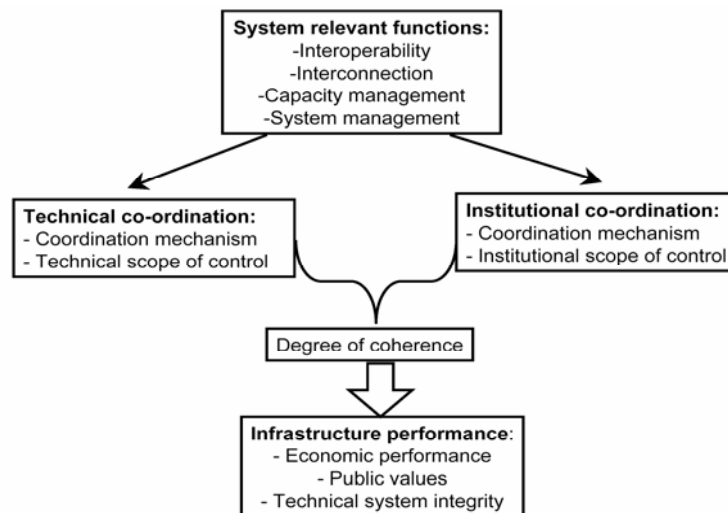 System relevant functions:
-Interoperability
-Interconnection
-Capacity management
-System management
Technical co-ordination:
- Coordination mechanism
- Technical scope of control
Institutional co-ordination:
- Coordination mechanism
- Institutional scope of control
Degree of coherence
Infrastructure performance:
- Economic performance
- Public values
- Technical system integrity